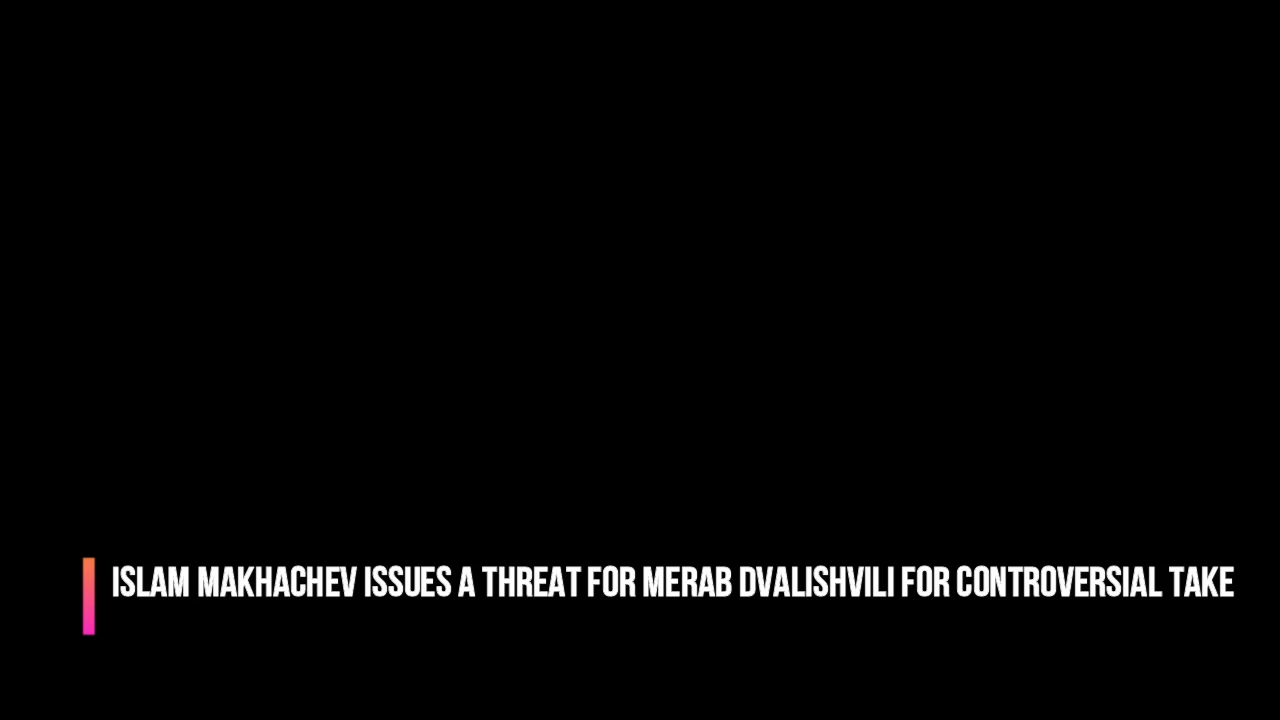 ISLAM MAKHACHEV ISSUES A THREAT FOR MERAB DVALISHVILI FOR CONTROVERSIAL TAKE